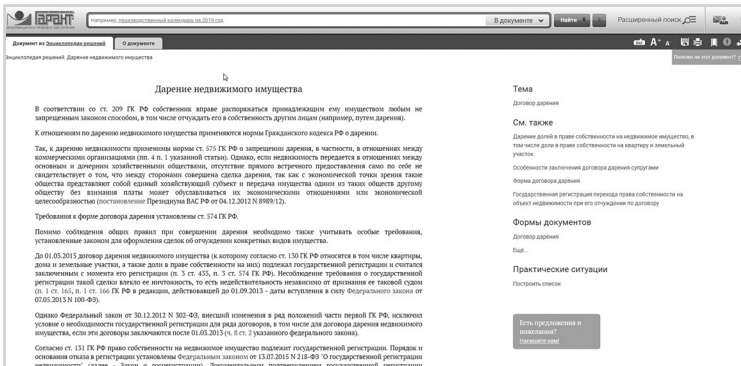 ГАРАНТ
Например, производственный календарь на 2019 год
В документе
Найти
Расширенный поиск
Документ из Энциклопедии решений
О документе
А+ А
Энциклопедия решений. Дарение недвижимого имущества
Полезен ли этот документ?
Дарение недвижимого имущества
В соответствии со ст. 209 ГК РФ собственник вправе распоряжаться принадлежащим ему имуществом любым не
запрещенным законом способом, в том числе отчуждать его в собственность другим лицам (например, путем дарения).
К отношениям по дарению недвижимого имущества применяются нормы Гражданского кодекса РФ о дарении.
Так, к дарению недвижимости применимы нормы ст. 575 ГК РФ о запрещении дарения, в частности, в отношениях между
коммерческими организациями (пп. 4 п. 1 указанной статьи). Однако, если недвижимость передается в отношениях между
основным и дочерним хозяйственными обществами, отсутствие прямого встречного предоставления само по себе не
свидетельствует о том, что между сторонами совершена сделка дарения, так как с экономической точки зрения такие
общества представляют собой единый хозяйствующий субъект и передача имущества одним из таких обществ другому
обществу без взимания платы может обусловливаться их экономическими отношениями или экономической
целесообразностью (постановление Президиума ВАС РФ от 04.12.2012 N 8989/12).
Требования к форме договора дарения установлены ст. 574 ГК РФ.
Помимо соблюдения общих правил при совершении дарения необходимо также учитывать особые требования,
установленные законом для оформления сделок об отчуждении конкретных видов имущества.
До 01.03.2013 договор дарения недвижимого имущества (к которому согласно ст. 130 ГК РФ относятся в том числе квартиры,
дома и земельные участки, а также доли в праве собственности на них) подлежал государственной регистрации и считался
заключенным с момента его регистрации (п. 3 ст. 433, п. 3 ст. 574 ГК РФ). Несоблюдение требования о государственной
регистрации такой сделки влекло ее ничтожность, то есть недействительность независимо от признания ее таковой судом
(п. 1 ст. 165, п. 1 ст. 166 ГК РФ в редакции, действовавшей до 01.09.2013 - даты вступления в силу Федерального закона от
07.05.2013 N 100-ФЗ).
Однако Федеральный закон от 30.12.2012 N 302-ФЗ, внесший изменения в ряд положений части первой ГК РФ, исключил
условие о необходимости государственной регистрации для ряда договоров, в том числе для договора дарения недвижимого
имущества, если эти договоры заключаются после 01.03.2013 (ч. 8 ст. 2 указанного федерального закона).
Согласно ст. 131 ГК РФ право собственности на недвижимое имущество подлежит государственной регистрации. Порядок и
основания отказа в регистрации установлены Федеральным законом от 13.07.2015 N 218-ФЗ "О государственной регистрации
недвижимости" (далее - Закон о госрегистрации). Документальным подтверждением государственной регистрации
Тема
Договор дарения
См. также
Дарение долей в праве собственности на недвижимое имущество, в
том числе доли в праве собственности на квартиру и земельный
участок
Особенности заключения договора дарения супругами
Форма договора дарения
Государственная регистрация перехода права собственности на
объект недвижимости при его отчуждении по договору
Формы документов
Договор дарения
Ещё...
Практические ситуации
Построить список
Есть предложения и
пожелания?
Напишите нам!